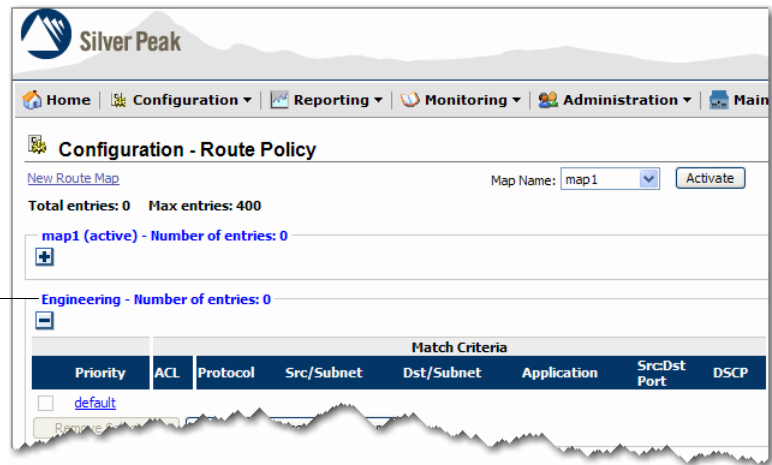 Silver Peak
Home Configuration Reporting Monitoring Administration Main
Configuration - Route Policy
New Route Map Map Name: map1 Activate
Total entries: 0 Max entries: 400
map1 (active) - Number of entries: 0
Engineering - Number of entries: 0
Match Criteria
Priority ACL Protocol Src/Subnet Dst/Subnet Application Src:Dst Port DSCP
default